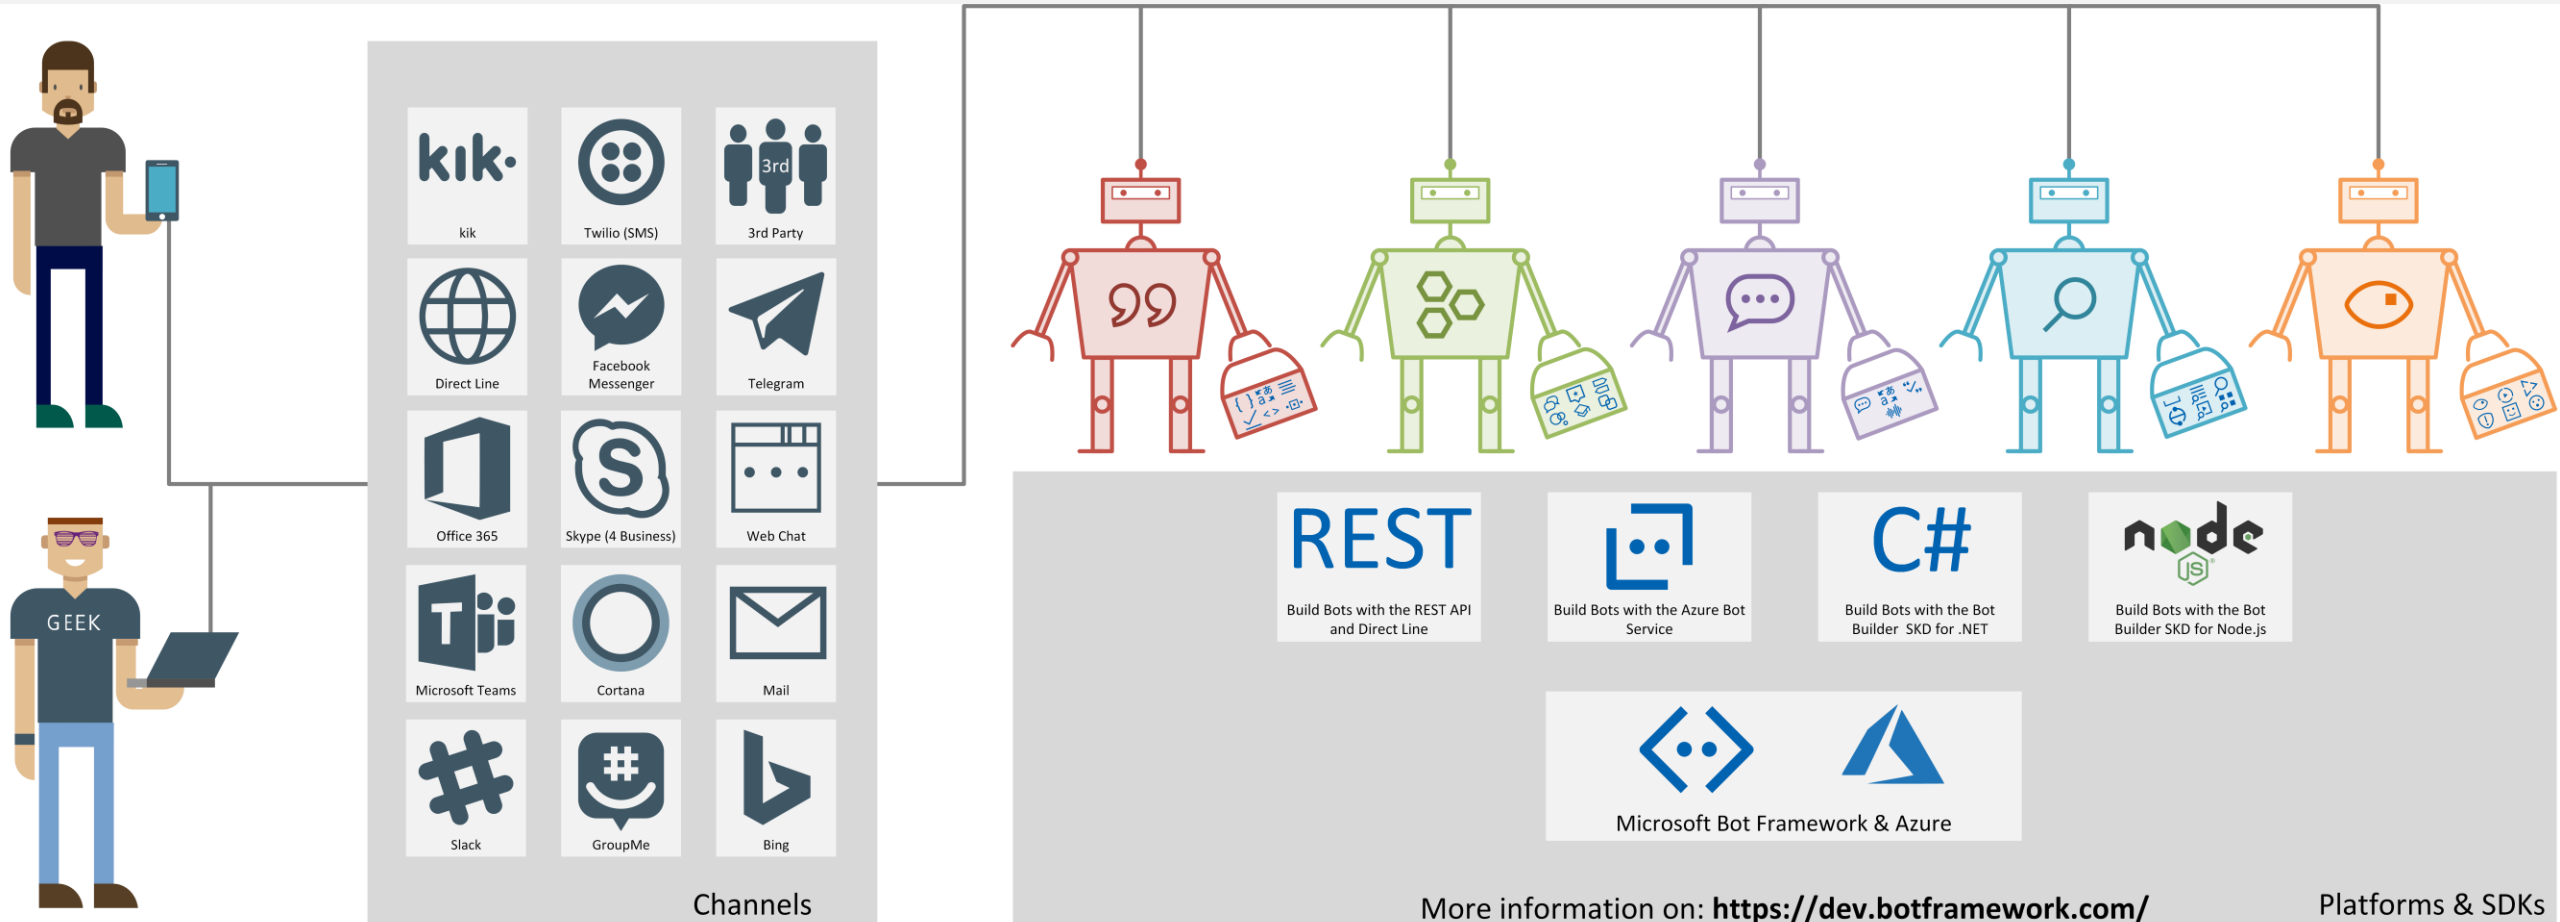 kik
kik
Twilio (SMS)
3rd
3rd Party
Direct Line
Facebook
Messenger
Telegram
Office 365
S
Skype (4 Business)
Web Chat
T
Microsoft Teams
Cortana
Mail
Slack
#
GroupMe
b
Bing
Channels
GEEK
REST
Build Bots with the REST API
and Direct Line
Build Bots with the Azure Bot
Service
C#
Build Bots with the Bot
Builder SKD for .NET
node
JS
Build Bots with the Bot
Builder SKD for Node.js
Microsoft Bot Framework & Azure
More information on: https://dev.botframework.com/
Platforms & SDKs